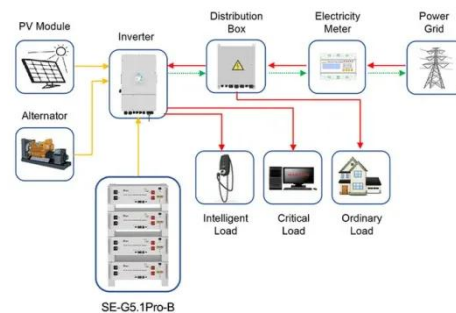 PV Module
Inverter
Distribution
Box
Electricity
Meter
Power
Grid
Alternator
Intelligent
Load
Critical
Load
Ordinary
Load
SE-G5.1Pro-B